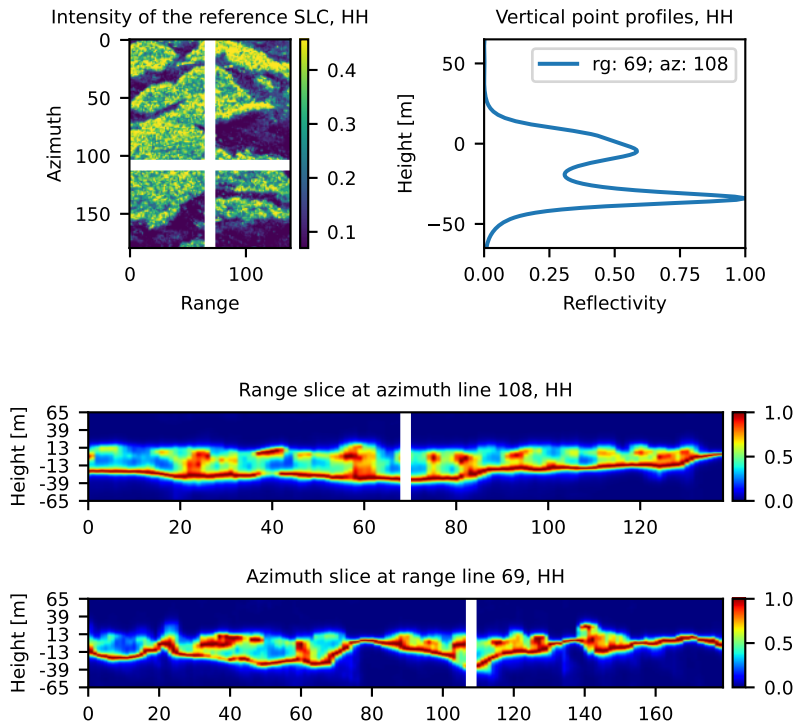 Intensity of the reference SLC, HH
0
50
100
150
Azimuth
0 100
Range
0.4
0.3
0.2
0.1
Vertical point profiles, HH
rg: 69; az: 108
50
0
−50
Height [m]
0.00 0.25 0.50 0.75 1.00
Reflectivity
Range slice at azimuth line 108, HH
65
39
13
-13
-39
-65
Height [m]
0 20 40 60 80 100 120
1.0
0.5
0.0
Azimuth slice at range line 69, HH
65
39
13
-13
-39
-65
Height [m]
0 20 40 60 80 100 120 140 160
1.0
0.5
0.0